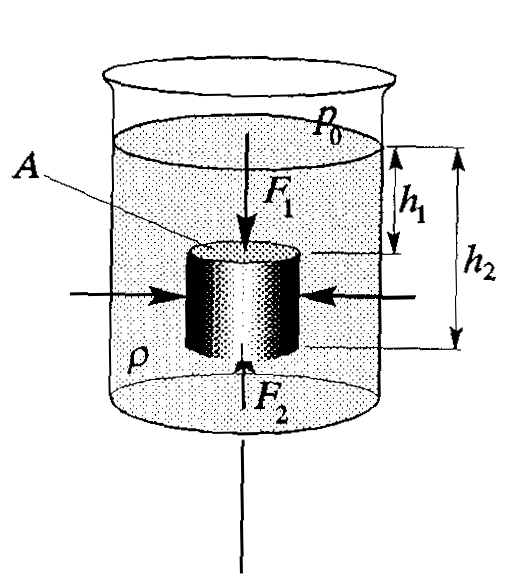 p₀
A
F₁
h₁
h₂
ρ
F₂